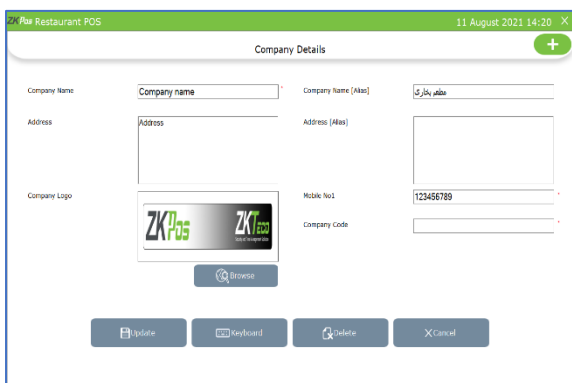 ZKPos Restaurant POS 11 August 2021 14:20 X
Company Details
+
Company Name Company name * Company Name [Alias] مطعم بخاري
Address Address Address [Alias]
Company Logo ZKPos ZKTeco Mobile No1 123456789 *
Company Code *
Browse
Update Keyboard Delete X Cancel